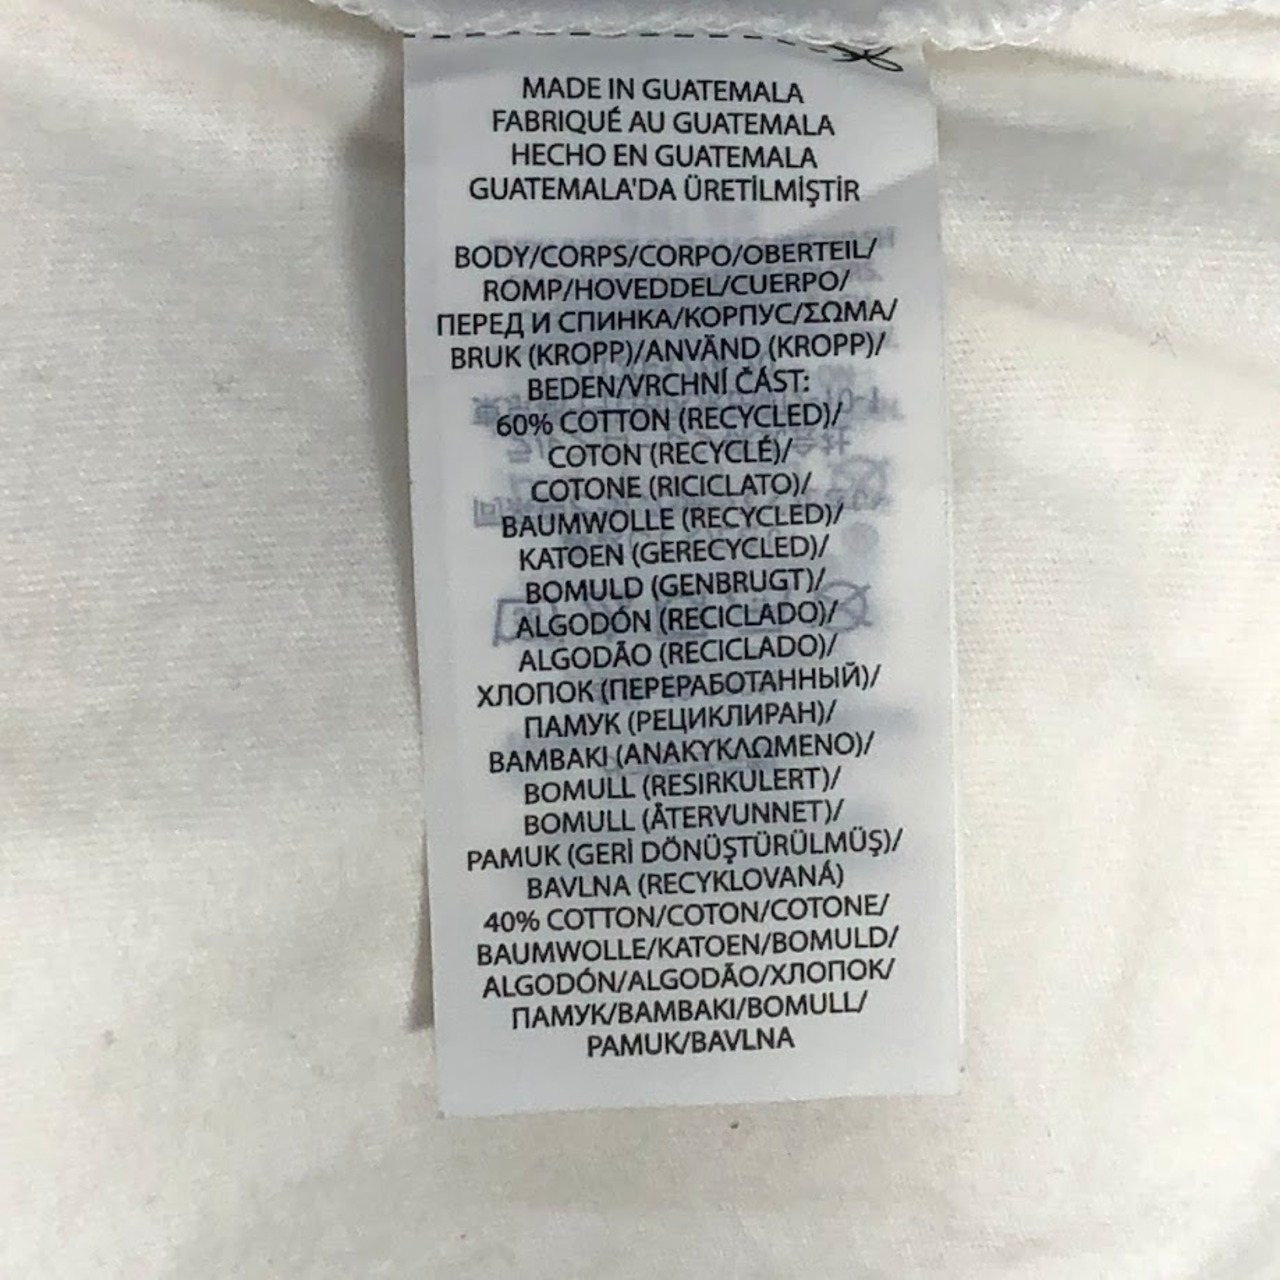 MADE IN GUATEMALA
FABRIQUÉ AU GUATEMALA
HECHO EN GUATEMALA
GUATEMALA'DA ÜRETİLMİŞTİR
BODY/CORPS/CORPO/OBERTEIL/
ROMP/HOVEDDEL/CUERPO/
ПЕРЕД И СПИНКА/КОРПУС/ΣΩΜΑ/
BRUK (KROPP)/ANVÄND (KROPP)/
BEDEN/VRCHNÍ ČÁST:
60% COTTON (RECYCLED)/
COTON (RECYCLÉ)/
COTONE (RICICLATO)/
BAUMWOLLE (RECYCLED)/
KATOEN (GERECYCLED)/
BOMULD (GENBRUGT)/
ALGODÓN (RECICLADO)/
ALGODÃO (RECICLADO)/
ХЛОПОК (ПЕРЕРАБОТАННЫЙ)/
ПАМУК (РЕЦИКЛИРАН)/
ΒΑΜΒΑΚΙ (ΑΝΑΚΥΚΛΩΜΕΝΟ)/
BOMULL (RESIRKULERT)/
BOMULL (ÅTERVUNNET)/
PAMUK (GERİ DÖNÜŞTÜRÜLMÜŞ)/
BAVLNA (RECYKLOVANÁ)
40% COTTON/COTON/COTONE/
BAUMWOLLE/KATOEN/BOMULD/
ALGODÓN/ALGODÃO/ХЛОПОК/
ПАМУК/ΒΑΜΒΑΚΙ/BOMULL/
PAMUK/BAVLNA